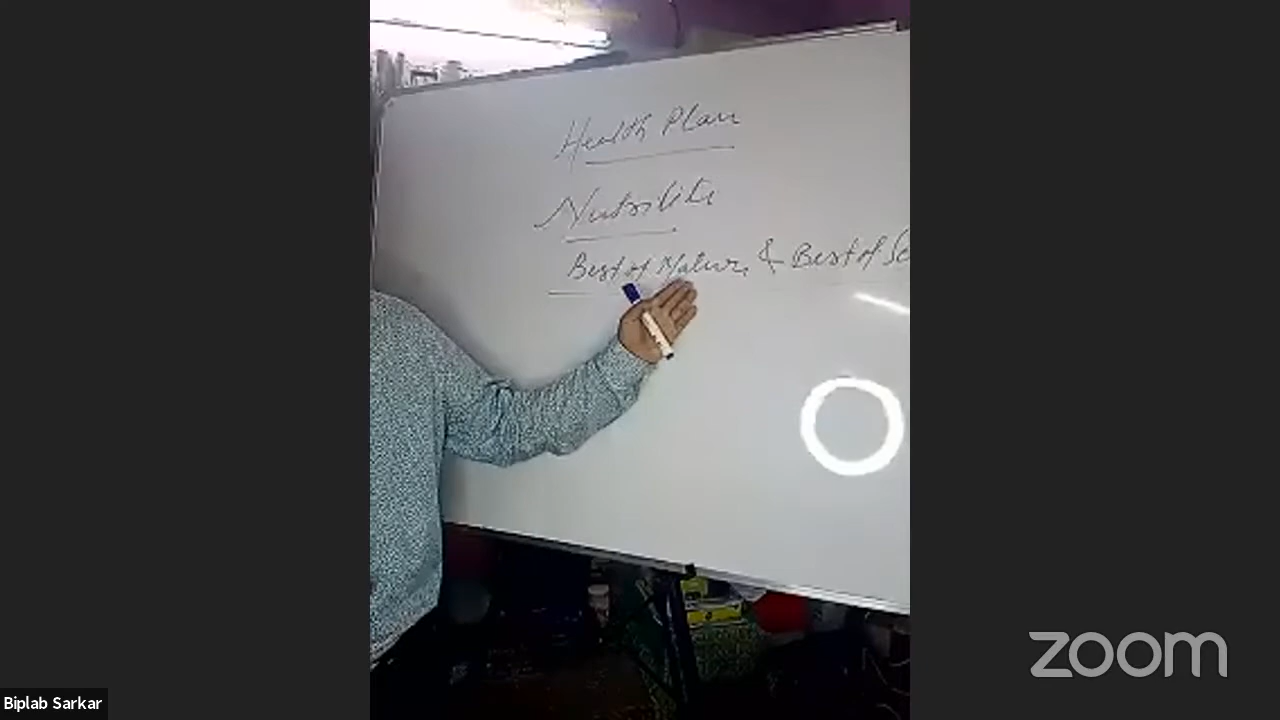 Health Plan
Nutrilite
Best of Nature & Best of Sc
zoom
Biplab Sarkar